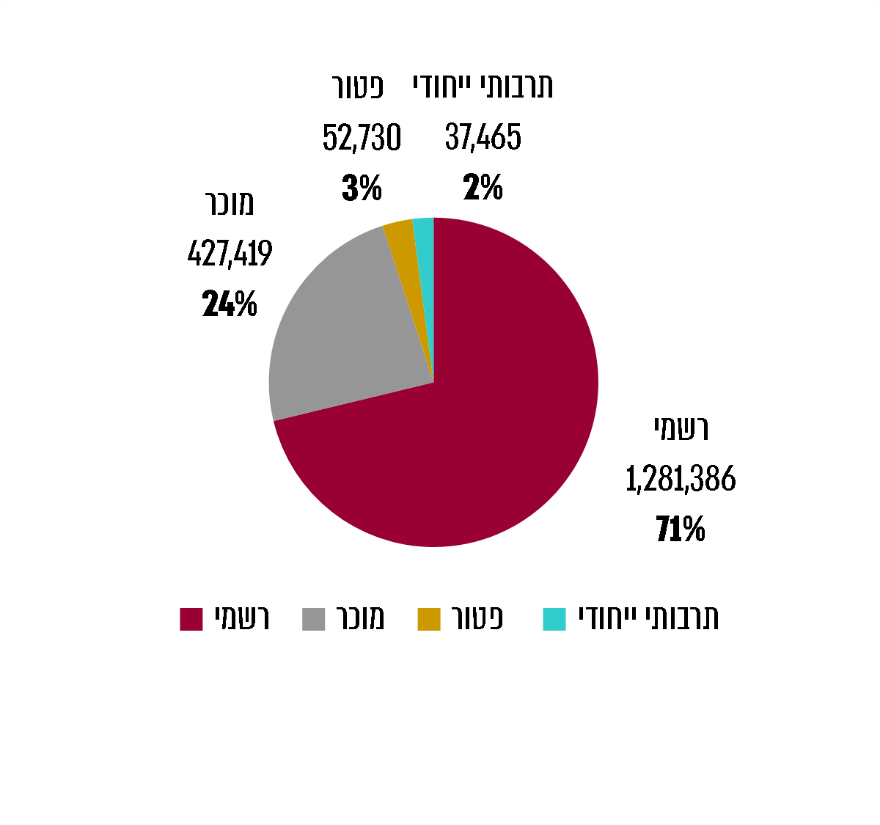 תרבותי ייחודי
37,465
2%
פטור
52,730
3%
מוכר
427,419
24%
רשמי
1,281,386
71%
רשמי
מוכר
פטור
תרבותי ייחודי